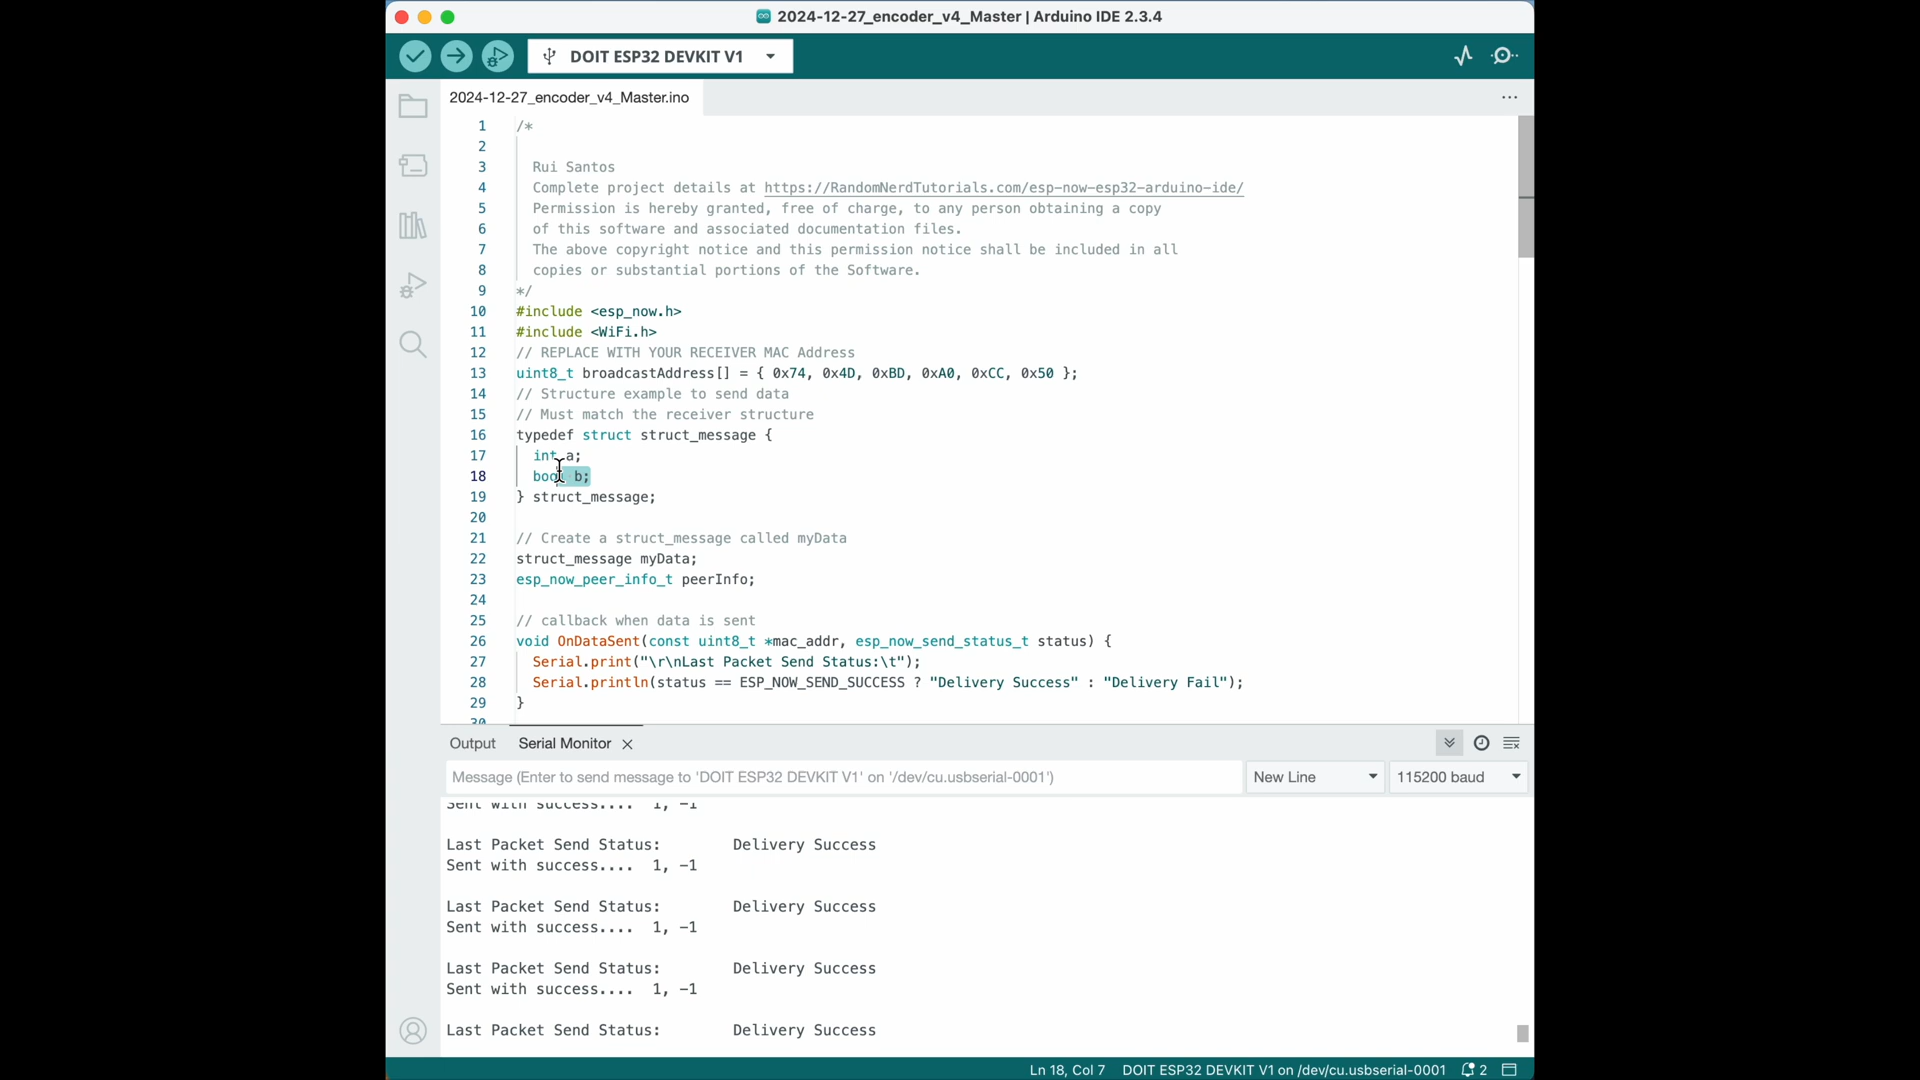 2024-12-27_encoder_v4_Master | Arduino IDE 2.3.4
DOIT ESP32 DEVKIT V1
2024-12-27_encoder_v4_Master.ino
1 /*
2
3 Rui Santos
4 Complete project details at https://RandomNerdTutorials.com/esp-now-esp32-arduino-ide/
5 Permission is hereby granted, free of charge, to any person obtaining a copy
6 of this software and associated documentation files.
7 The above copyright notice and this permission notice shall be included in all
8 copies or substantial portions of the Software.
9 */
10 #include <esp_now.h>
11 #include <WiFi.h>
12 // REPLACE WITH YOUR RECEIVER MAC Address
13 uint8_t broadcastAddress[] = { 0x74, 0x4D, 0xBD, 0xA0, 0xCC, 0x50 };
14 // Structure example to send data
15 // Must match the receiver structure
16 typedef struct struct_message {
17 int a;
18 bool b;
19 } struct_message;
20
21 // Create a struct_message called myData
22 struct_message myData;
23 esp_now_peer_info_t peerInfo;
24
25 // callback when data is sent
26 void OnDataSent(const uint8_t *mac_addr, esp_now_send_status_t status) {
27 Serial.print("\r\nLast Packet Send Status:\t");
28 Serial.println(status == ESP_NOW_SEND_SUCCESS ? "Delivery Success" : "Delivery Fail");
29 }
30
Output Serial Monitor
Message (Enter to send message to 'DOIT ESP32 DEVKIT V1' on '/dev/cu.usbserial-0001') New Line 115200 baud
Sent with success.... 1, -1
Last Packet Send Status: Delivery Success
Sent with success.... 1, -1
Last Packet Send Status: Delivery Success
Sent with success.... 1, -1
Last Packet Send Status: Delivery Success
Sent with success.... 1, -1
Last Packet Send Status: Delivery Success
Ln 18, Col 7 DOIT ESP32 DEVKIT V1 on /dev/cu.usbserial-0001 2